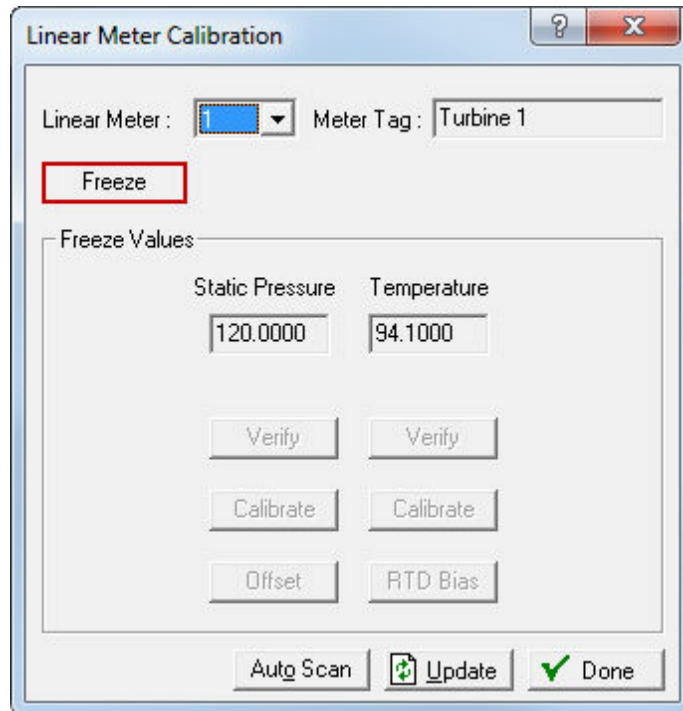 Linear Meter Calibration
Linear Meter : 1 Meter Tag : Turbine 1
Freeze
Freeze Values
Static Pressure Temperature
120.0000 94.1000
Verify Verify
Calibrate Calibrate
Offset RTD Bias
Auto Scan Update Done